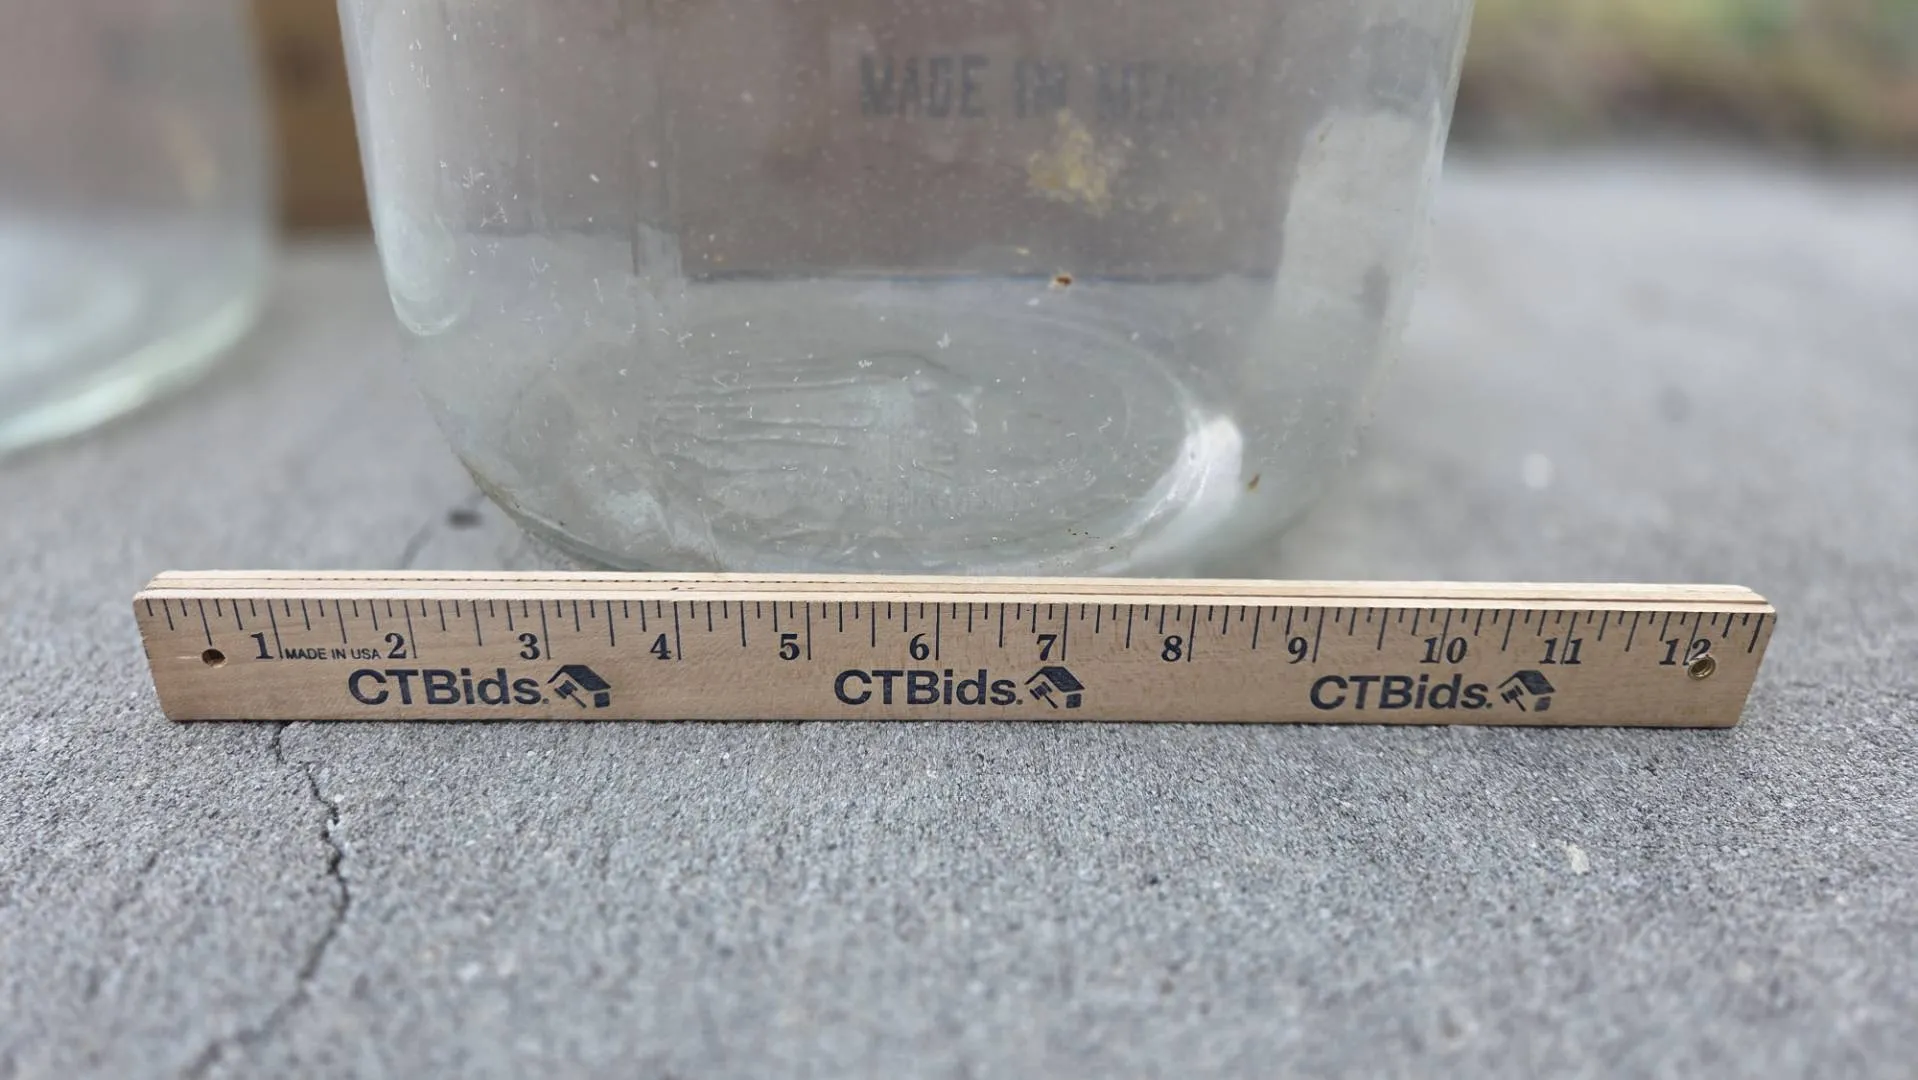 MADE IN
1 2 3 4 5 6 7 8 9 10 11 12
MADE IN USA
CTBids. CTBids. CTBids.